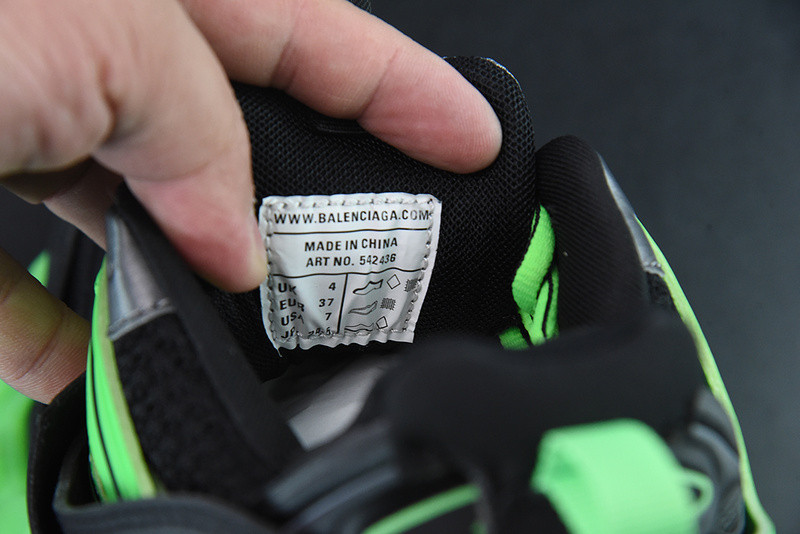 WWW.BALENCIAGA.COM
MADE IN CHINA
ART NO. 542436
UK 4
EUR 37
USA 7